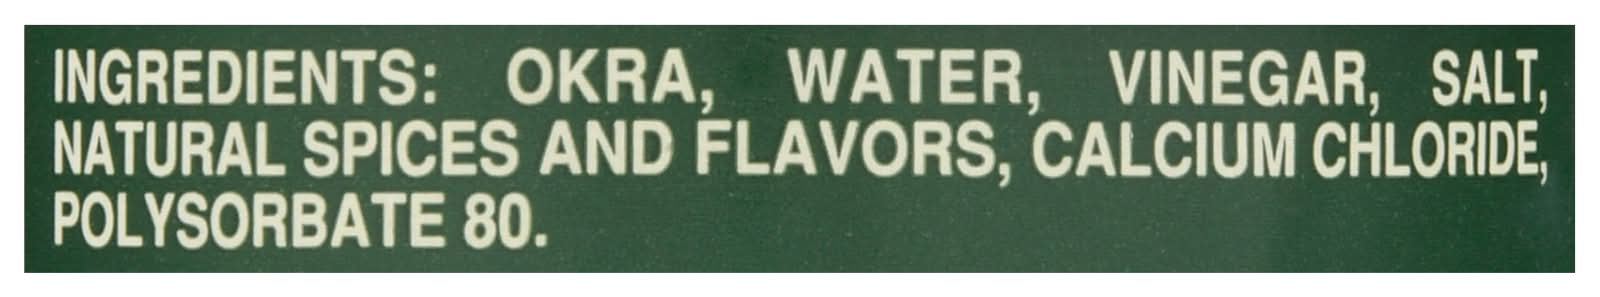 INGREDIENTS: OKRA, WATER, VINEGAR, SALT,
NATURAL SPICES AND FLAVORS, CALCIUM CHLORIDE,
POLYSORBATE 80.